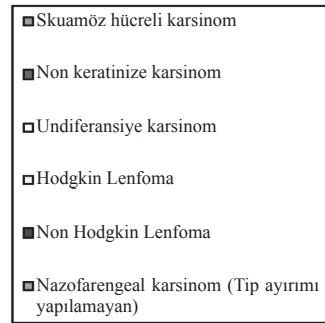 Skuamöz hücreli karsinom
Non keratinize karsinom
Undiferansiye karsinom
Hodgkin Lenfoma
Non Hodgkin Lenfoma
Nazofarengeal karsinom (Tip ayırımı
yapılamayan)